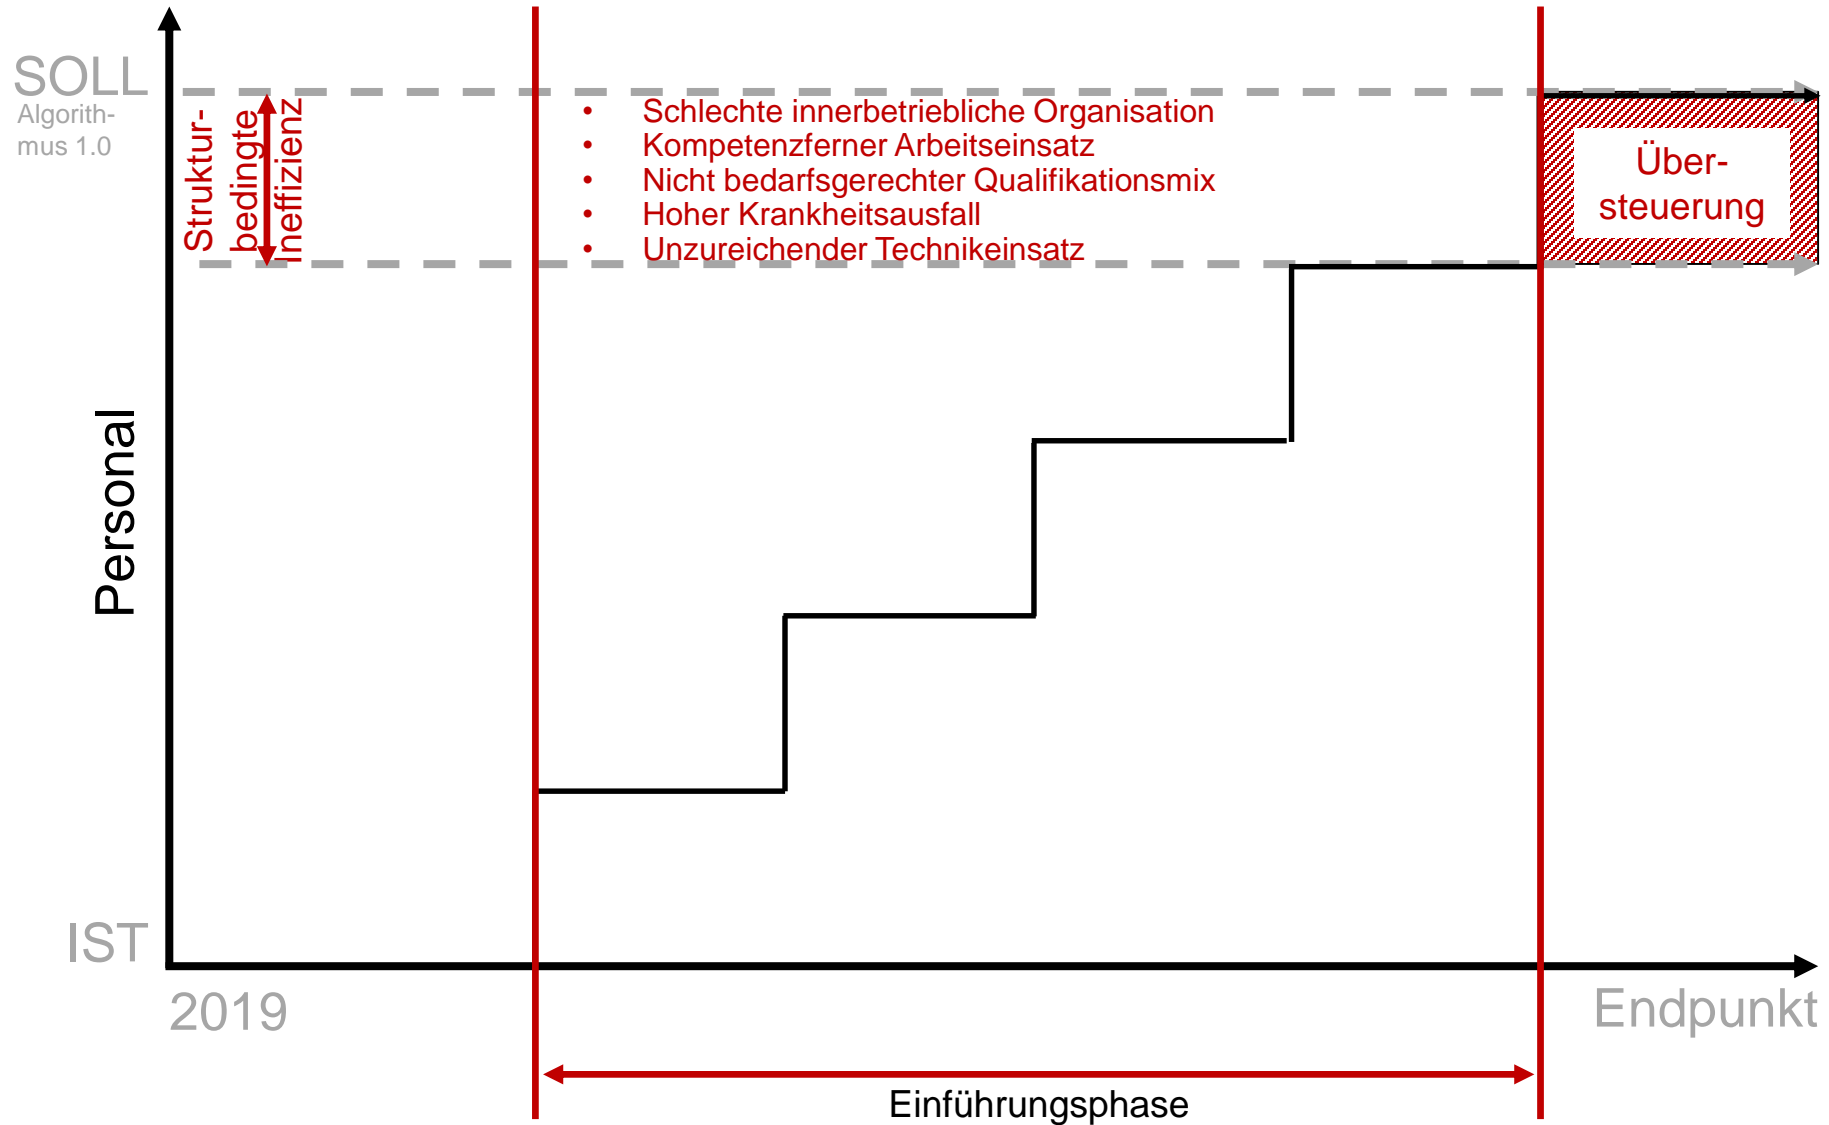 SOLL
Algorith-
mus 1.0
Struktur-
bedingte
Ineffizienz
• Schlechte innerbetriebliche Organisation
• Kompetenzferner Arbeitseinsatz
• Nicht bedarfsgerechter Qualifikationsmix
• Hoher Krankheitsausfall
• Unzureichender Technikeinsatz
Über-
steuerung
Personal
IST
2019
Endpunkt
Einführungsphase